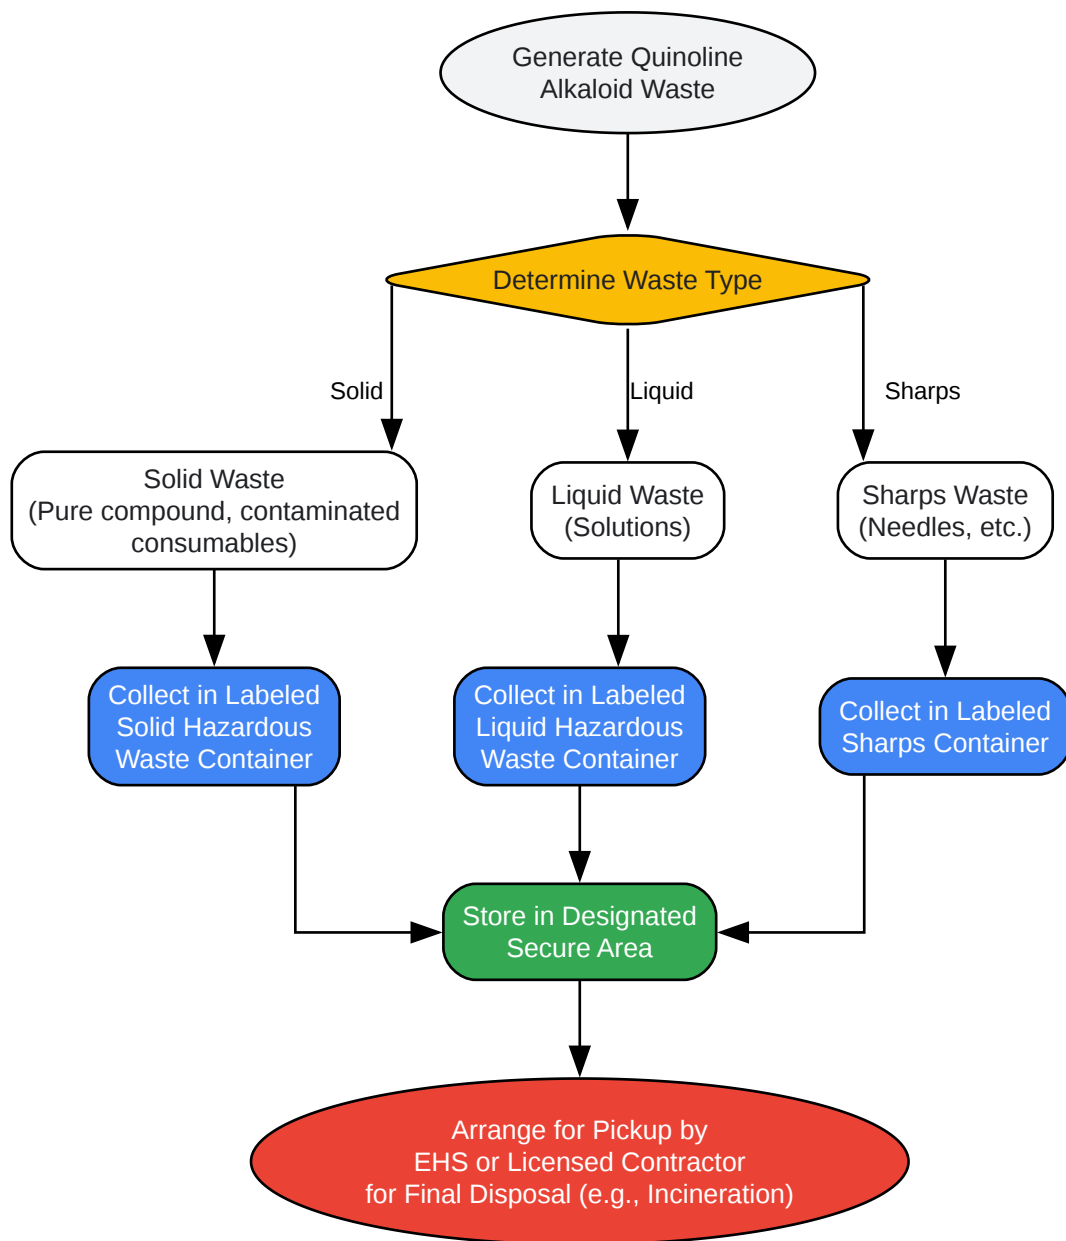 Generate Quinoline
Alkaloid Waste
Determine Waste Type
Solid
Liquid
Sharps
Solid Waste
(Pure compound, contaminated
consumables)
Liquid Waste
(Solutions)
Sharps Waste
(Needles, etc.)
Collect in Labeled
Solid Hazardous
Waste Container
Collect in Labeled
Liquid Hazardous
Waste Container
Collect in Labeled
Sharps Container
Store in Designated
Secure Area
Arrange for Pickup by
EHS or Licensed Contractor
for Final Disposal (e.g., Incineration)